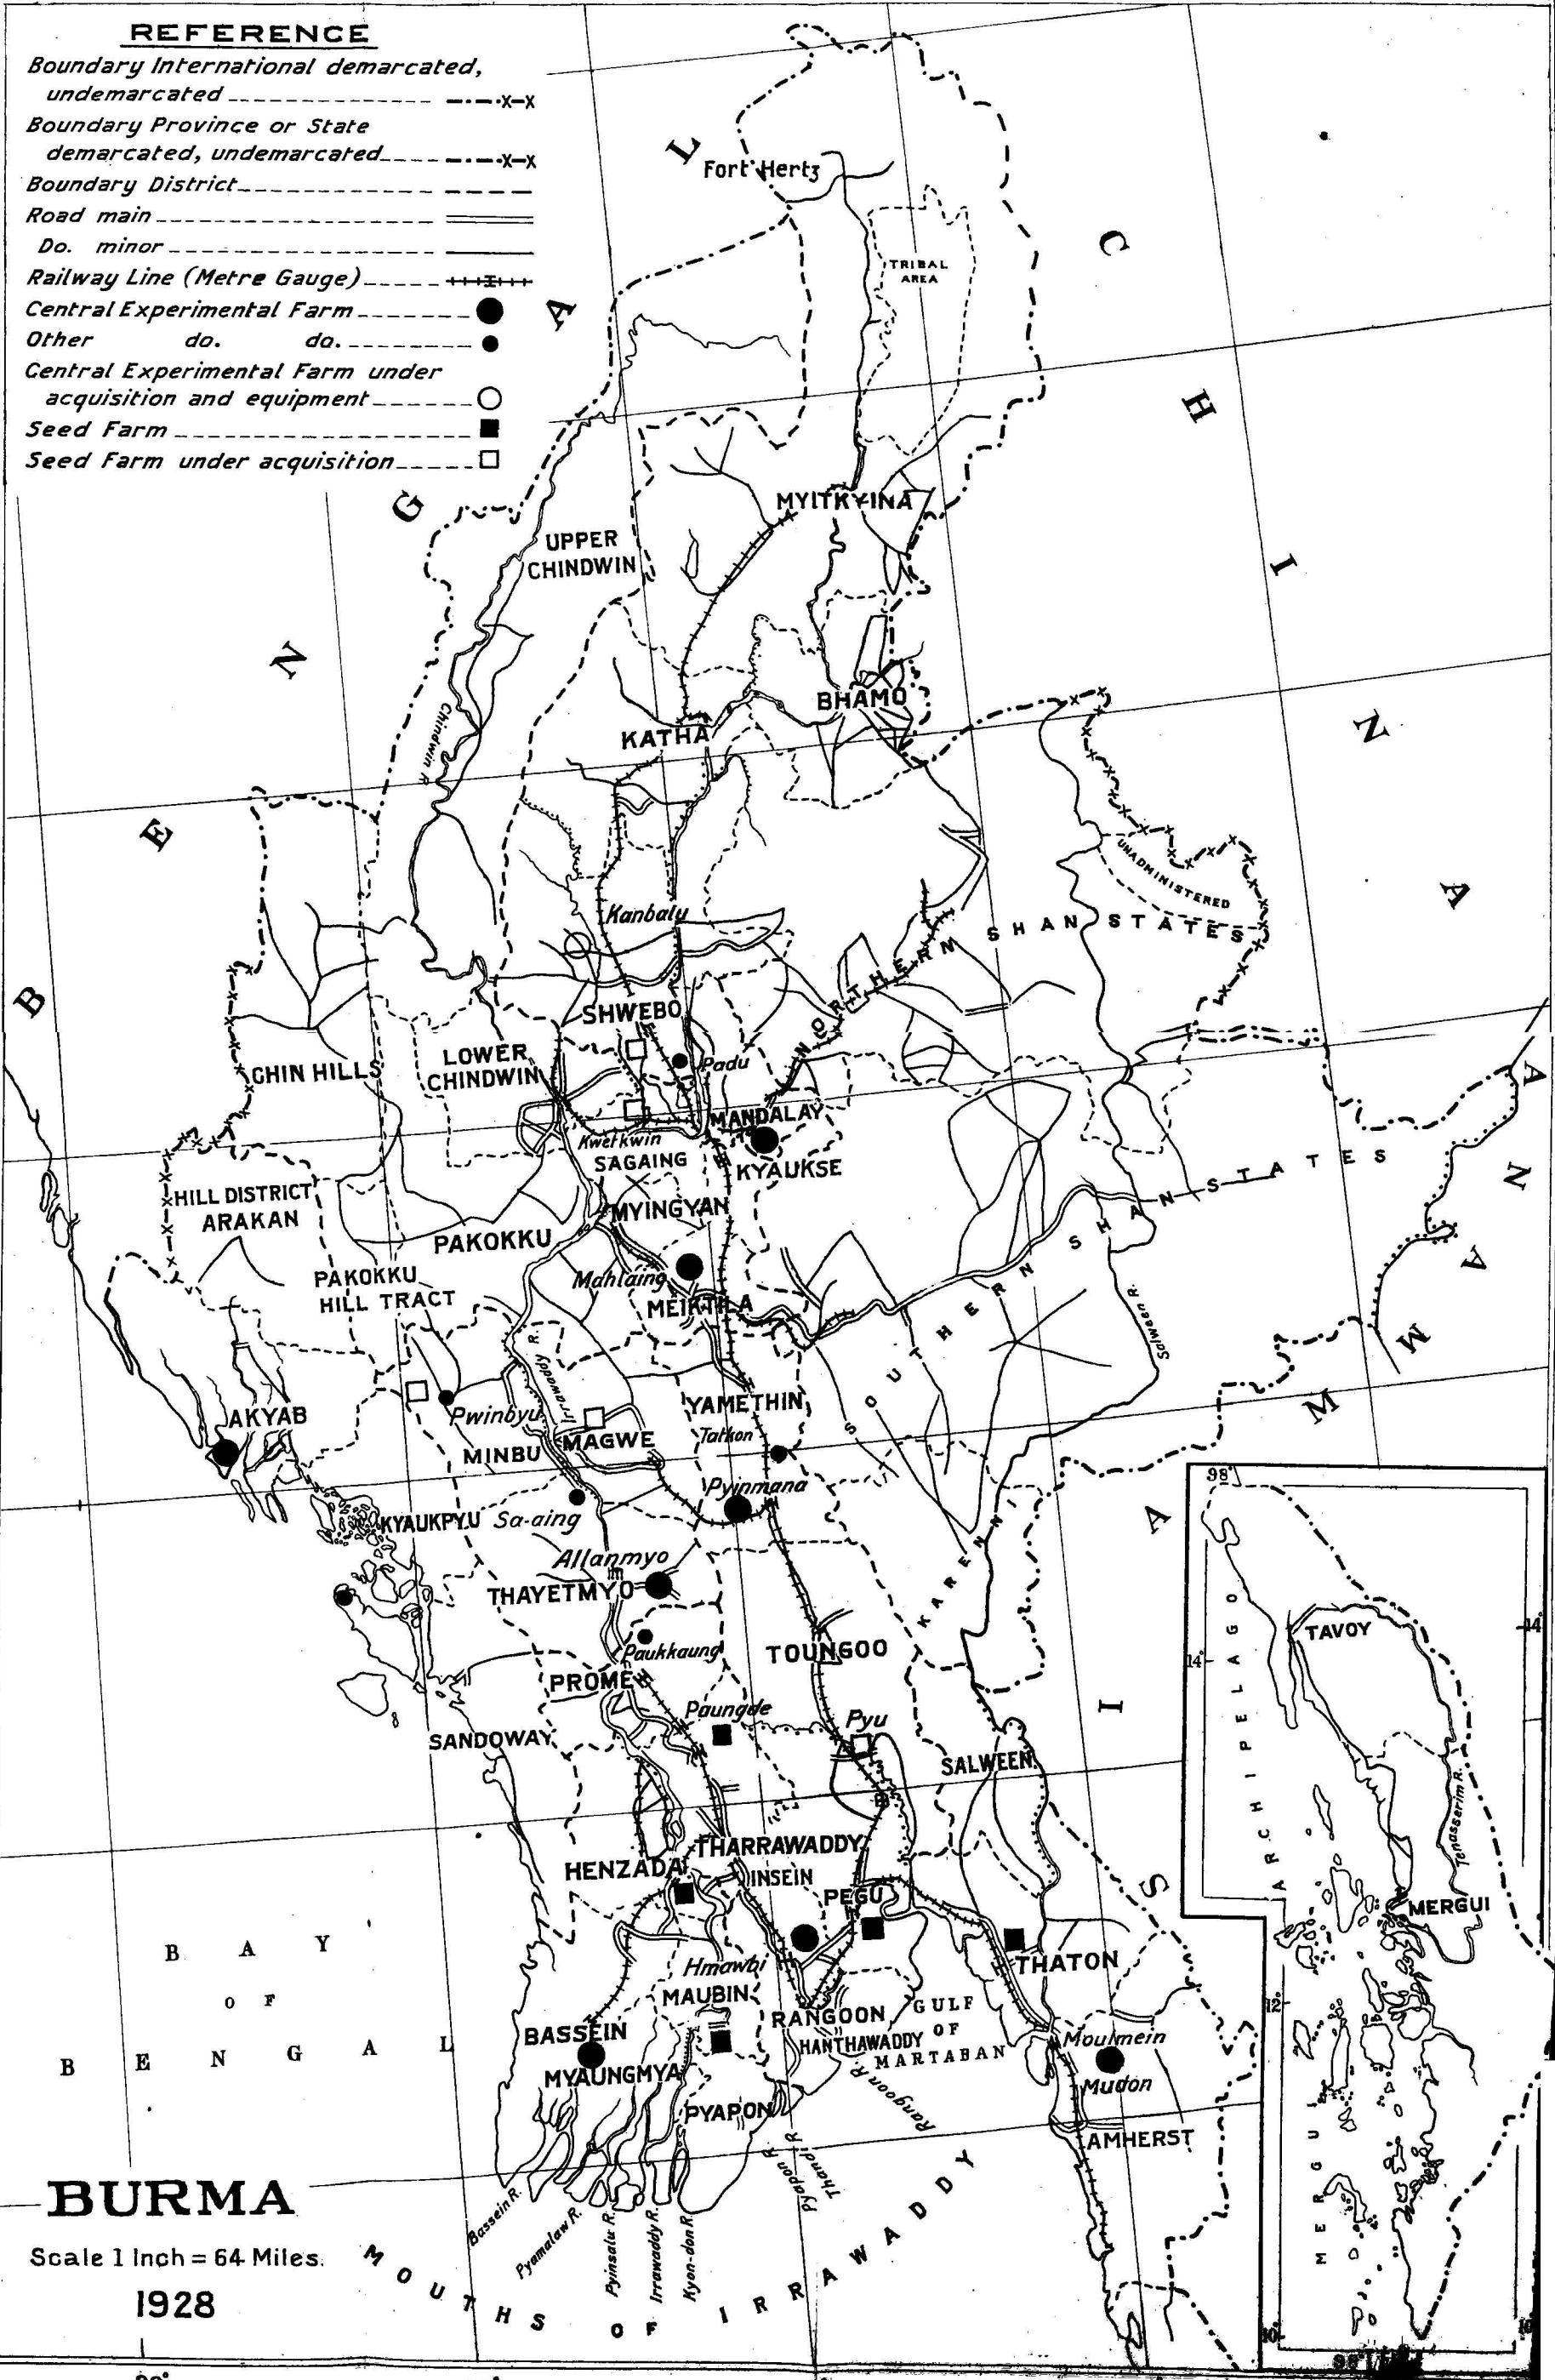 REFERENCE
Boundary International demarcated,
undemarcated
Boundary Province or State
demarcated, undemarcated
Boundary District
Road main
Do. minor
Railway Line (Metre Gauge)
Central Experimental Farm
Other do. do.
Central Experimental Farm under
acquisition and equipment
Seed Farm
Seed Farm under acquisition
BENGAL
CHINA
Fort Hertz
TRIBAL
AREA
MYITKYINA
UPPER
CHINDWIN
BHAMO
KATHA
Chindwin R.
UNADMINISTERED
Kanbalu
NORTHERN SHAN STATES
SHWEBO
CHIN HILLS
LOWER
CHINDWIN
Padu
MANDALAY
Kwetkwin
SAGAING
KYAUKSE
ANNAM
HILL DISTRICT
ARAKAN
MYINGYAN
PAKOKKU
PAKOKKU
HILL TRACT
Mahlaing
MEIKTILA
SOUTHERN SHAN STATES
Salween R.
Irrawaddy R.
AKYAB
Pwinbyu
MINBU
MAGWE
YAMETHIN
Tatkon
Pyinmana
KYAUKPYU
Sa-aing
Allanmyo
THAYETMYO
KARENNI
SIAM
Paukkaung
TOUNGOO
PROME
Paungde
Pyu
SANDOWAY
SALWEEN
THARRAWADDY
HENZADA
INSEIN
PEGU
Hmawbi
MAUBIN
THATON
RANGOON
GULF
OF
MARTABAN
HANTHAWADDY
BASSEIN
MYAUNGMYA
Moulmein
Mudon
PYAPON
Rangoon R.
AMHERST
BAY
OF
BENGAL
Bassein R.
Pyamalaw R.
Pyinsalu R.
Irrawaddy R.
Kyon-don R.
Pyapon R.
Thandi R.
MOUTHS OF IRRAWADDY
98°
14°
14°
TAVOY
Tenasserim R.
MERGUI
MERGUI ARCHIPELAGO
12°
10°
BURMA
Scale 1 Inch = 64 Miles.
1928